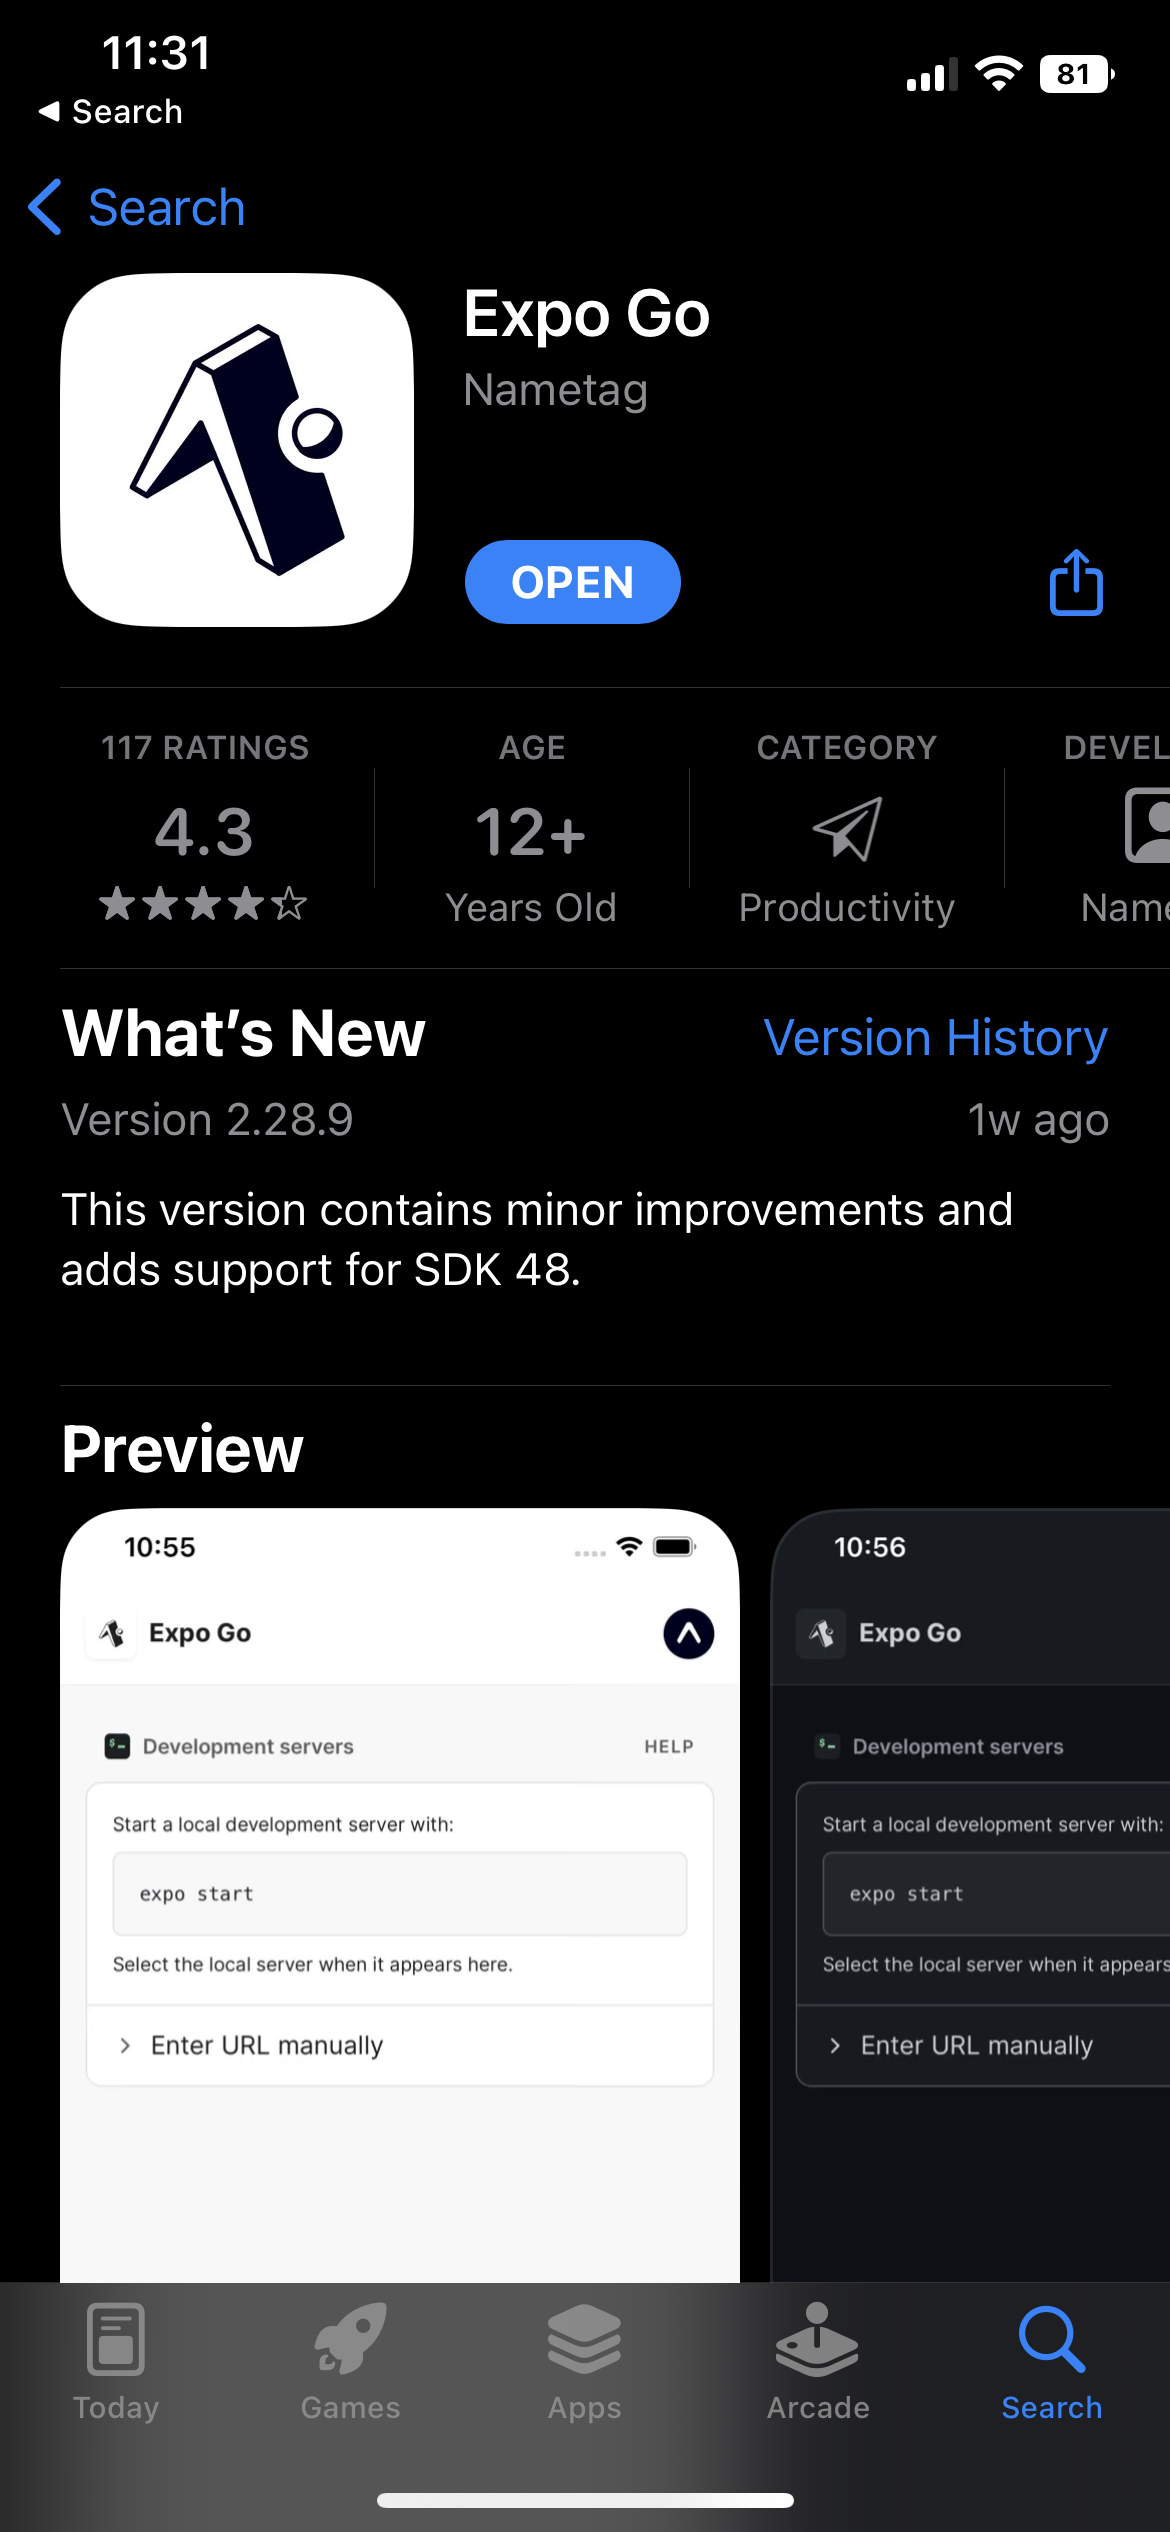 11:31
Search
81
Search
Expo Go
Nametag
OPEN
117 RATINGS
4.3
AGE
12+
Years Old
CATEGORY
Productivity
DEVEL
Name
What's New
Version History
Version 2.28.9
1w ago
This version contains minor improvements and
adds support for SDK 48.
Preview
10:55
Expo Go
Development servers
HELP
Start a local development server with:
expo start
Select the local server when it appears here.
Enter URL manually
10:56
Expo Go
Development servers
Start a local development server with:
expo start
Select the local server when it appears
Enter URL manually
Today
Games
Apps
Arcade
Search